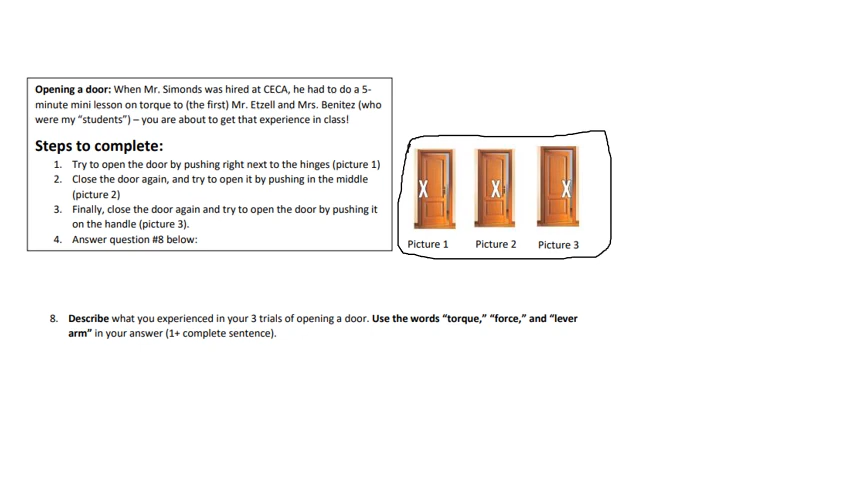 Opening a door: When Mr. Simonds was hired at CECA, he had to do a 5-
minute mini lesson on torque to (the first) Mr. Etzell and Mrs. Benitez (who
were my “students”) – you are about to get that experience in class!
Steps to complete:
1. Try to open the door by pushing right next to the hinges (picture 1)
2. Close the door again, and try to open it by pushing in the middle
(picture 2)
3. Finally, close the door again and try to open the door by pushing it
on the handle (picture 3).
4. Answer question #8 below:
X X X
Picture 1 Picture 2 Picture 3
8. Describe what you experienced in your 3 trials of opening a door. Use the words “torque,” “force,” and “lever
arm” in your answer (1+ complete sentence).